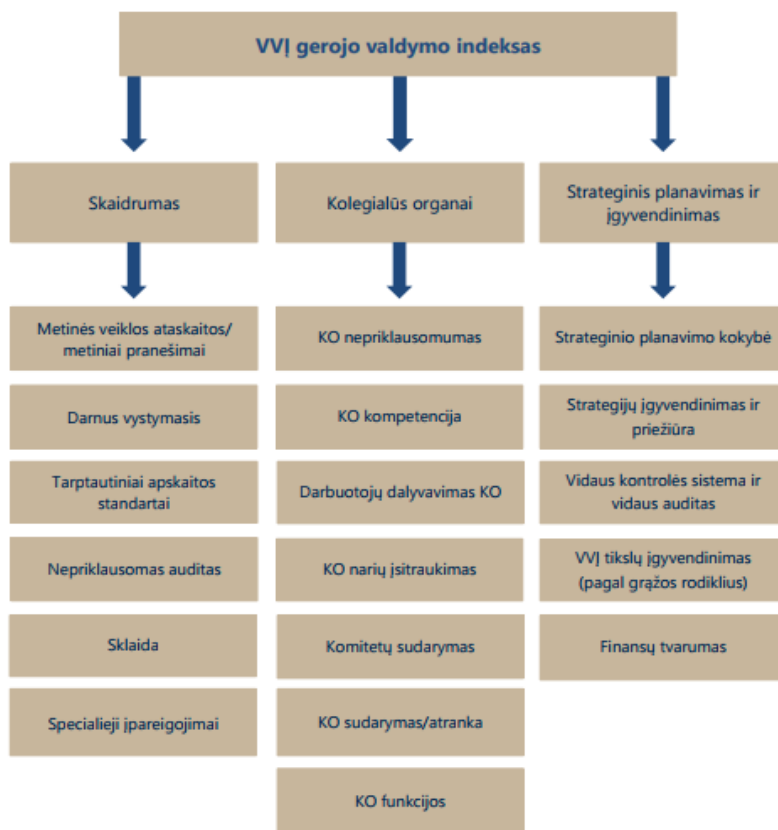 VVĮ gerojo valdymo indeksas
Skaidrumas
Kolegialūs organai
Strateginis planavimas ir
įgyvendinimas
Metinės veiklos ataskaitos/
metiniai pranešimai
Darnus vystymasis
Tarptautiniai apskaitos
standartai
Nepriklausomas auditas
Sklaida
Specialieji įpareigojimai
KO nepriklausomumas
KO kompetencija
Darbuotojų dalyvavimas KO
KO narių įsitraukimas
Komitetų sudarymas
KO sudarymas/atranka
KO funkcijos
Strateginio planavimo kokybė
Strategijų įgyvendinimas ir
priežiūra
Vidaus kontrolės sistema ir
vidaus auditas
VVĮ tikslų įgyvendinimas
(pagal grąžos rodiklius)
Finansų tvarumas